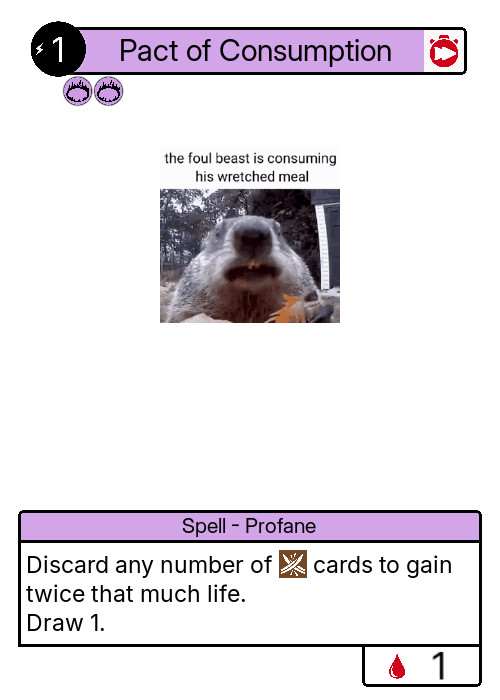 1
Pact of Consumption
the foul beast is consuming
his wretched meal
Spell - Profane
Discard any number of cards to gain
twice that much life.
Draw 1.
1